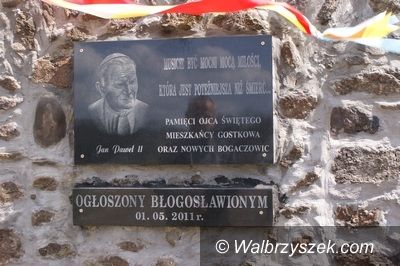 MUSICIE BYĆ MOCNI MOCĄ MIŁOŚCI,
KTÓRA JEST POTĘŻNIEJSZA NIŻ ŚMIERĆ...
PAMIĘCI OJCA ŚWIĘTEGO
MIESZKAŃCY GOSTKOWA
ORAZ NOWYCH BOGACZOWIC
Jan Paweł II
OGŁOSZONY BŁOGOSŁAWIONYM
01. 05. 2011 r.
© Walbrzyszek.com